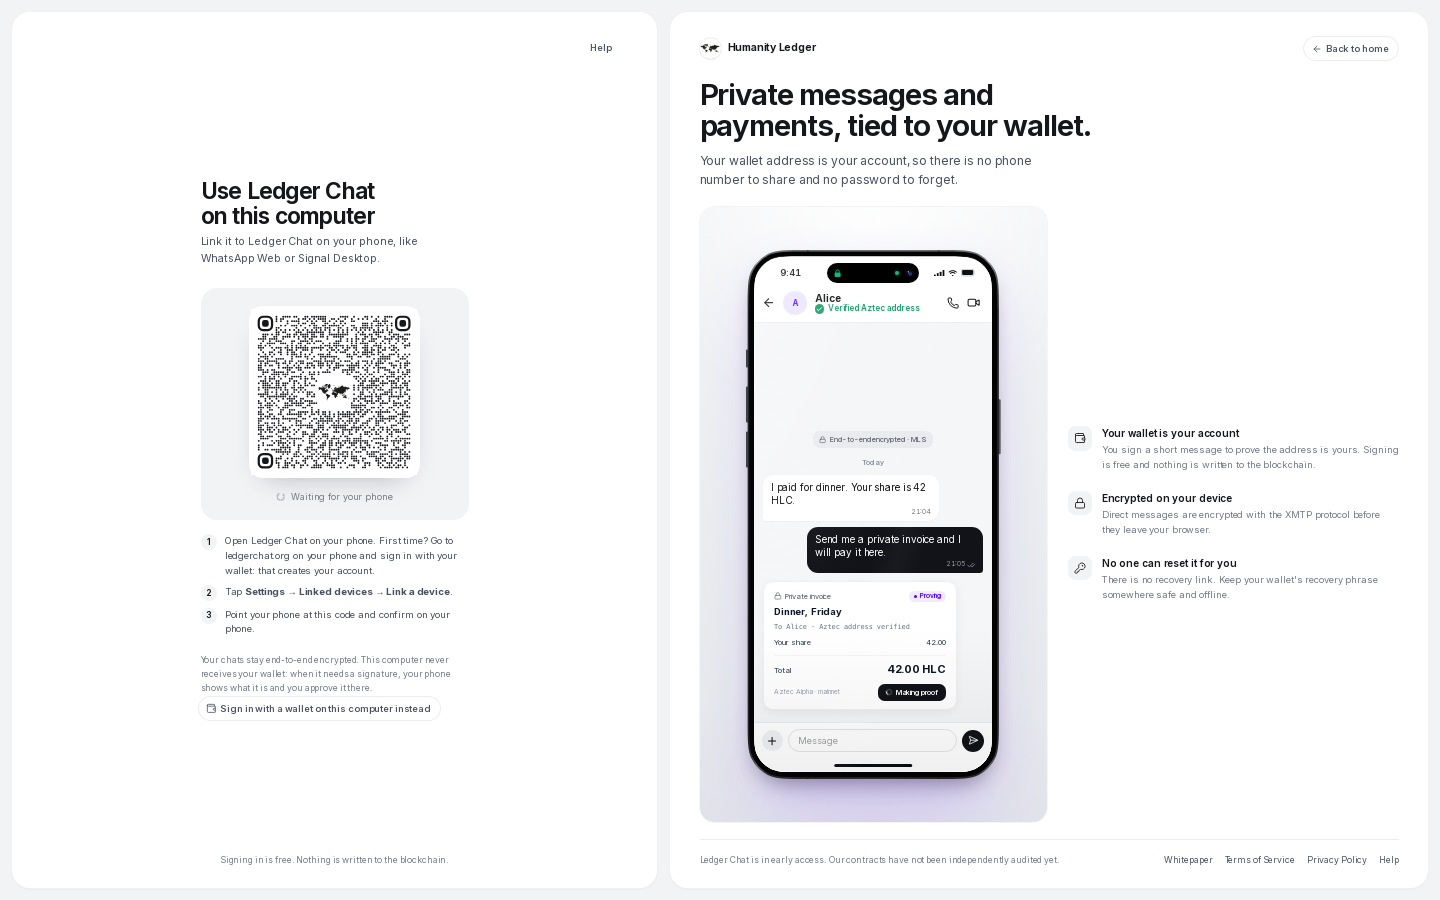 Help
Use Ledger Chat
on this computer
Link it to Ledger Chat on your phone, like
WhatsApp Web or Signal Desktop.
Waiting for your phone
1 Open Ledger Chat on your phone. First time? Go to
ledgerchat.org on your phone and sign in with your
wallet: that creates your account.
2 Tap Settings → Linked devices → Link a device.
3 Point your phone at this code and confirm on your
phone.
Your chats stay end-to-end encrypted. This computer never
receives your wallet: when it needs a signature, your phone
shows what it is and you approve it there.
Sign in with a wallet on this computer instead
Signing in is free. Nothing is written to the blockchain.
Humanity Ledger
← Back to home
Private messages and
payments, tied to your wallet.
Your wallet address is your account, so there is no phone
number to share and no password to forget.
9:41
A
Alice
Verified Aztec address
End-to-end encrypted · MLS
Today
I paid for dinner. Your share is 42
HLC.
21:04
Send me a private invoice and I
will pay it here.
21:05
Private invoice
Proving
Dinner, Friday
To Alice · Aztec address verified
Your share 42.00
Total 42.00 HLC
Aztec Alpha · mainnet
Making proof
Message
Your wallet is your account
You sign a short message to prove the address is yours. Signing
is free and nothing is written to the blockchain.
Encrypted on your device
Direct messages are encrypted with the XMTP protocol before
they leave your browser.
No one can reset it for you
There is no recovery link. Keep your wallet's recovery phrase
somewhere safe and offline.
Ledger Chat is in early access. Our contracts have not been independently audited yet.
Whitepaper Terms of Service Privacy Policy Help